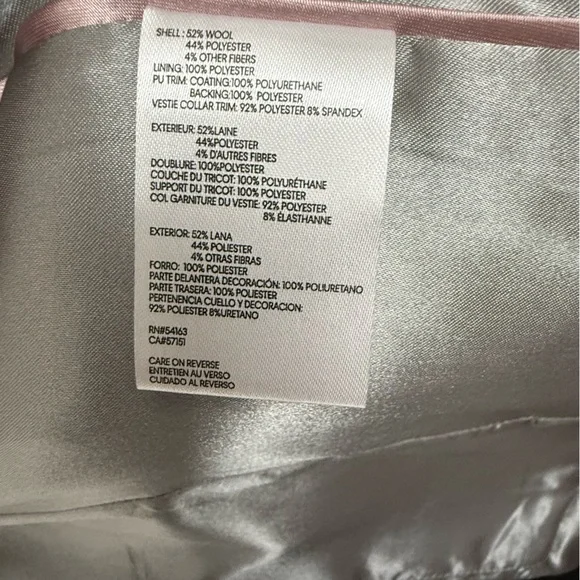 SHELL: 52% WOOL
44% POLYESTER
4% OTHER FIBERS
LINING: 100% POLYESTER
PU TRIM: COATING:100% POLYURETHANE
BACKING:100% POLYESTER
VESTIE COLLAR TRIM: 92% POLYESTER 8% SPANDEX
EXTERIEUR: 52%LAINE
44%POLYESTER
4% D'AUTRES FIBRES
DOUBLURE: 100%POLYESTER
COUCHE DU TRICOT: 100% POLYURÉTHANE
SUPPORT DU TRICOT: 100% POLYESTER
COL GARNITURE DU VESTIE: 92% POLYESTER
8% ÉLASTHANNE
EXTERIOR: 52% LANA
44% POLIESTER
4% OTRAS FIBRAS
FORRO: 100% POLIESTER
PARTE DELANTERA DECORACIÓN: 100% POLIURETANO
PARTE TRASERA: 100% POLIESTER
PERTENENCIA CUELLO Y DECORACION:
92% POLIESTER 8%URETANO
RN#54163
CA#57151
CARE ON REVERSE
ENTRETIEN AU VERSO
CUIDADO AL REVERSO